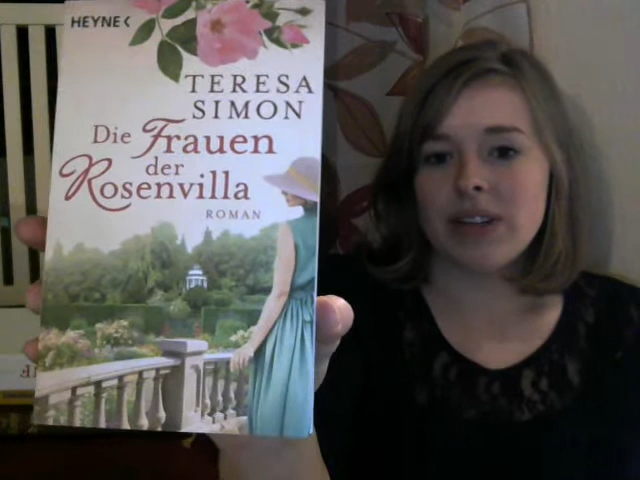 HEYNE<
TERESA
SIMON
Die Frauen
der
Rosenvilla
ROMAN